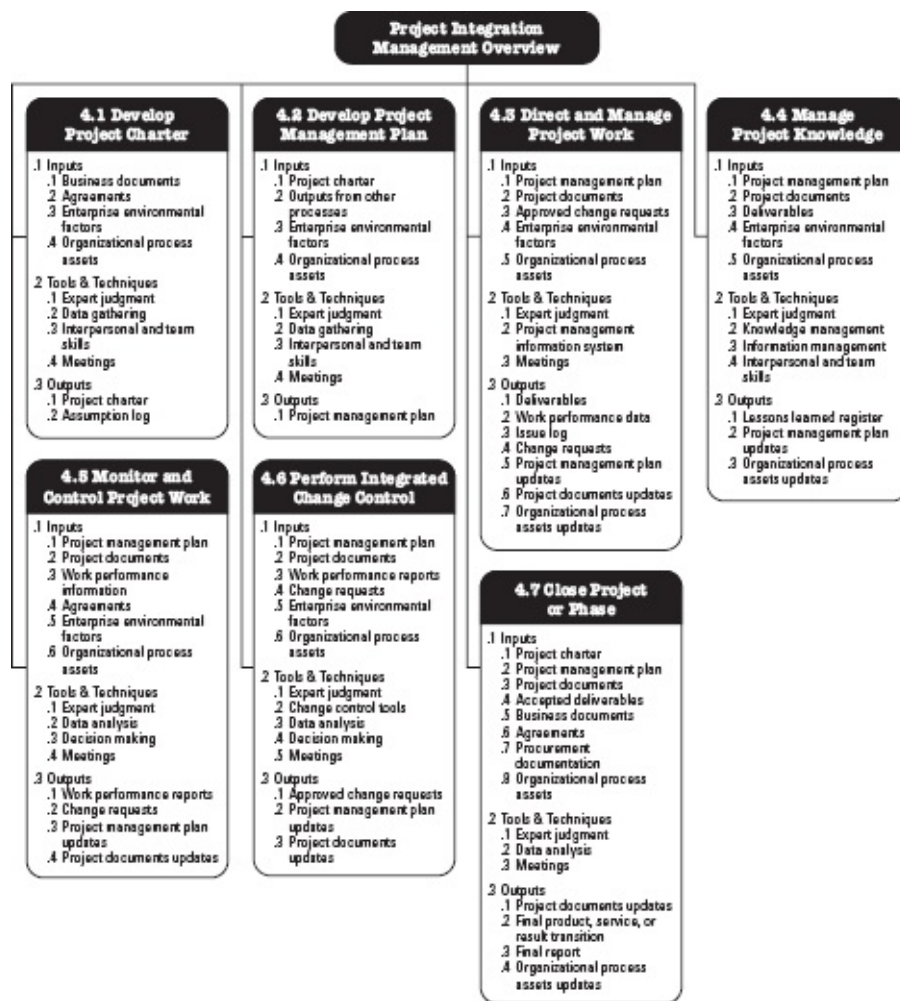 Project Integration
Management Overview
4.1 Develop
Project Charter
.1 Inputs
.1 Business documents
.2 Agreements
.3 Enterprise environmental
factors
.4 Organizational process
assets
.2 Tools & Techniques
.1 Expert judgment
.2 Data gathering
.3 Interpersonal and team
skills
.4 Meetings
.3 Outputs
.1 Project charter
.2 Assumption log
4.2 Develop Project
Management Plan
.1 Inputs
.1 Project charter
.2 Outputs from other
processes
.3 Enterprise environmental
factors
.4 Organizational process
assets
.2 Tools & Techniques
.1 Expert judgment
.2 Data gathering
.3 Interpersonal and team
skills
.4 Meetings
.3 Outputs
.1 Project management plan
4.3 Direct and Manage
Project Work
.1 Inputs
.1 Project management plan
.2 Project documents
.3 Approved change requests
.4 Enterprise environmental
factors
.5 Organizational process
assets
.2 Tools & Techniques
.1 Expert judgment
.2 Project management
information system
.3 Meetings
.3 Outputs
.1 Deliverables
.2 Work performance data
.3 Issue log
.4 Change requests
.5 Project management plan
updates
.6 Project documents updates
.7 Organizational process
assets updates
4.4 Manage
Project Knowledge
.1 Inputs
.1 Project management plan
.2 Project documents
.3 Deliverables
.4 Enterprise environmental
factors
.5 Organizational process
assets
.2 Tools & Techniques
.1 Expert judgment
.2 Knowledge management
.3 Information management
.4 Interpersonal and team
skills
.3 Outputs
.1 Lessons learned register
.2 Project management plan
updates
.3 Organizational process
assets updates
4.5 Monitor and
Control Project Work
.1 Inputs
.1 Project management plan
.2 Project documents
.3 Work performance
information
.4 Agreements
.5 Enterprise environmental
factors
.6 Organizational process
assets
.2 Tools & Techniques
.1 Expert judgment
.2 Data analysis
.3 Decision making
.4 Meetings
.3 Outputs
.1 Work performance reports
.2 Change requests
.3 Project management plan
updates
.4 Project documents updates
4.6 Perform Integrated
Change Control
.1 Inputs
.1 Project management plan
.2 Project documents
.3 Work performance reports
.4 Change requests
.5 Enterprise environmental
factors
.6 Organizational process
assets
.2 Tools & Techniques
.1 Expert judgment
.2 Change control tools
.3 Data analysis
.4 Decision making
.5 Meetings
.3 Outputs
.1 Approved change requests
.2 Project management plan
updates
.3 Project documents
updates
4.7 Close Project
or Phase
.1 Inputs
.1 Project charter
.2 Project management plan
.3 Project documents
.4 Accepted deliverables
.5 Business documents
.6 Agreements
.7 Procurement
documentation
.8 Organizational process
assets
.2 Tools & Techniques
.1 Expert judgment
.2 Data analysis
.3 Meetings
.3 Outputs
.1 Project documents updates
.2 Final product, service, or
result transition
.3 Final report
.4 Organizational process
assets updates